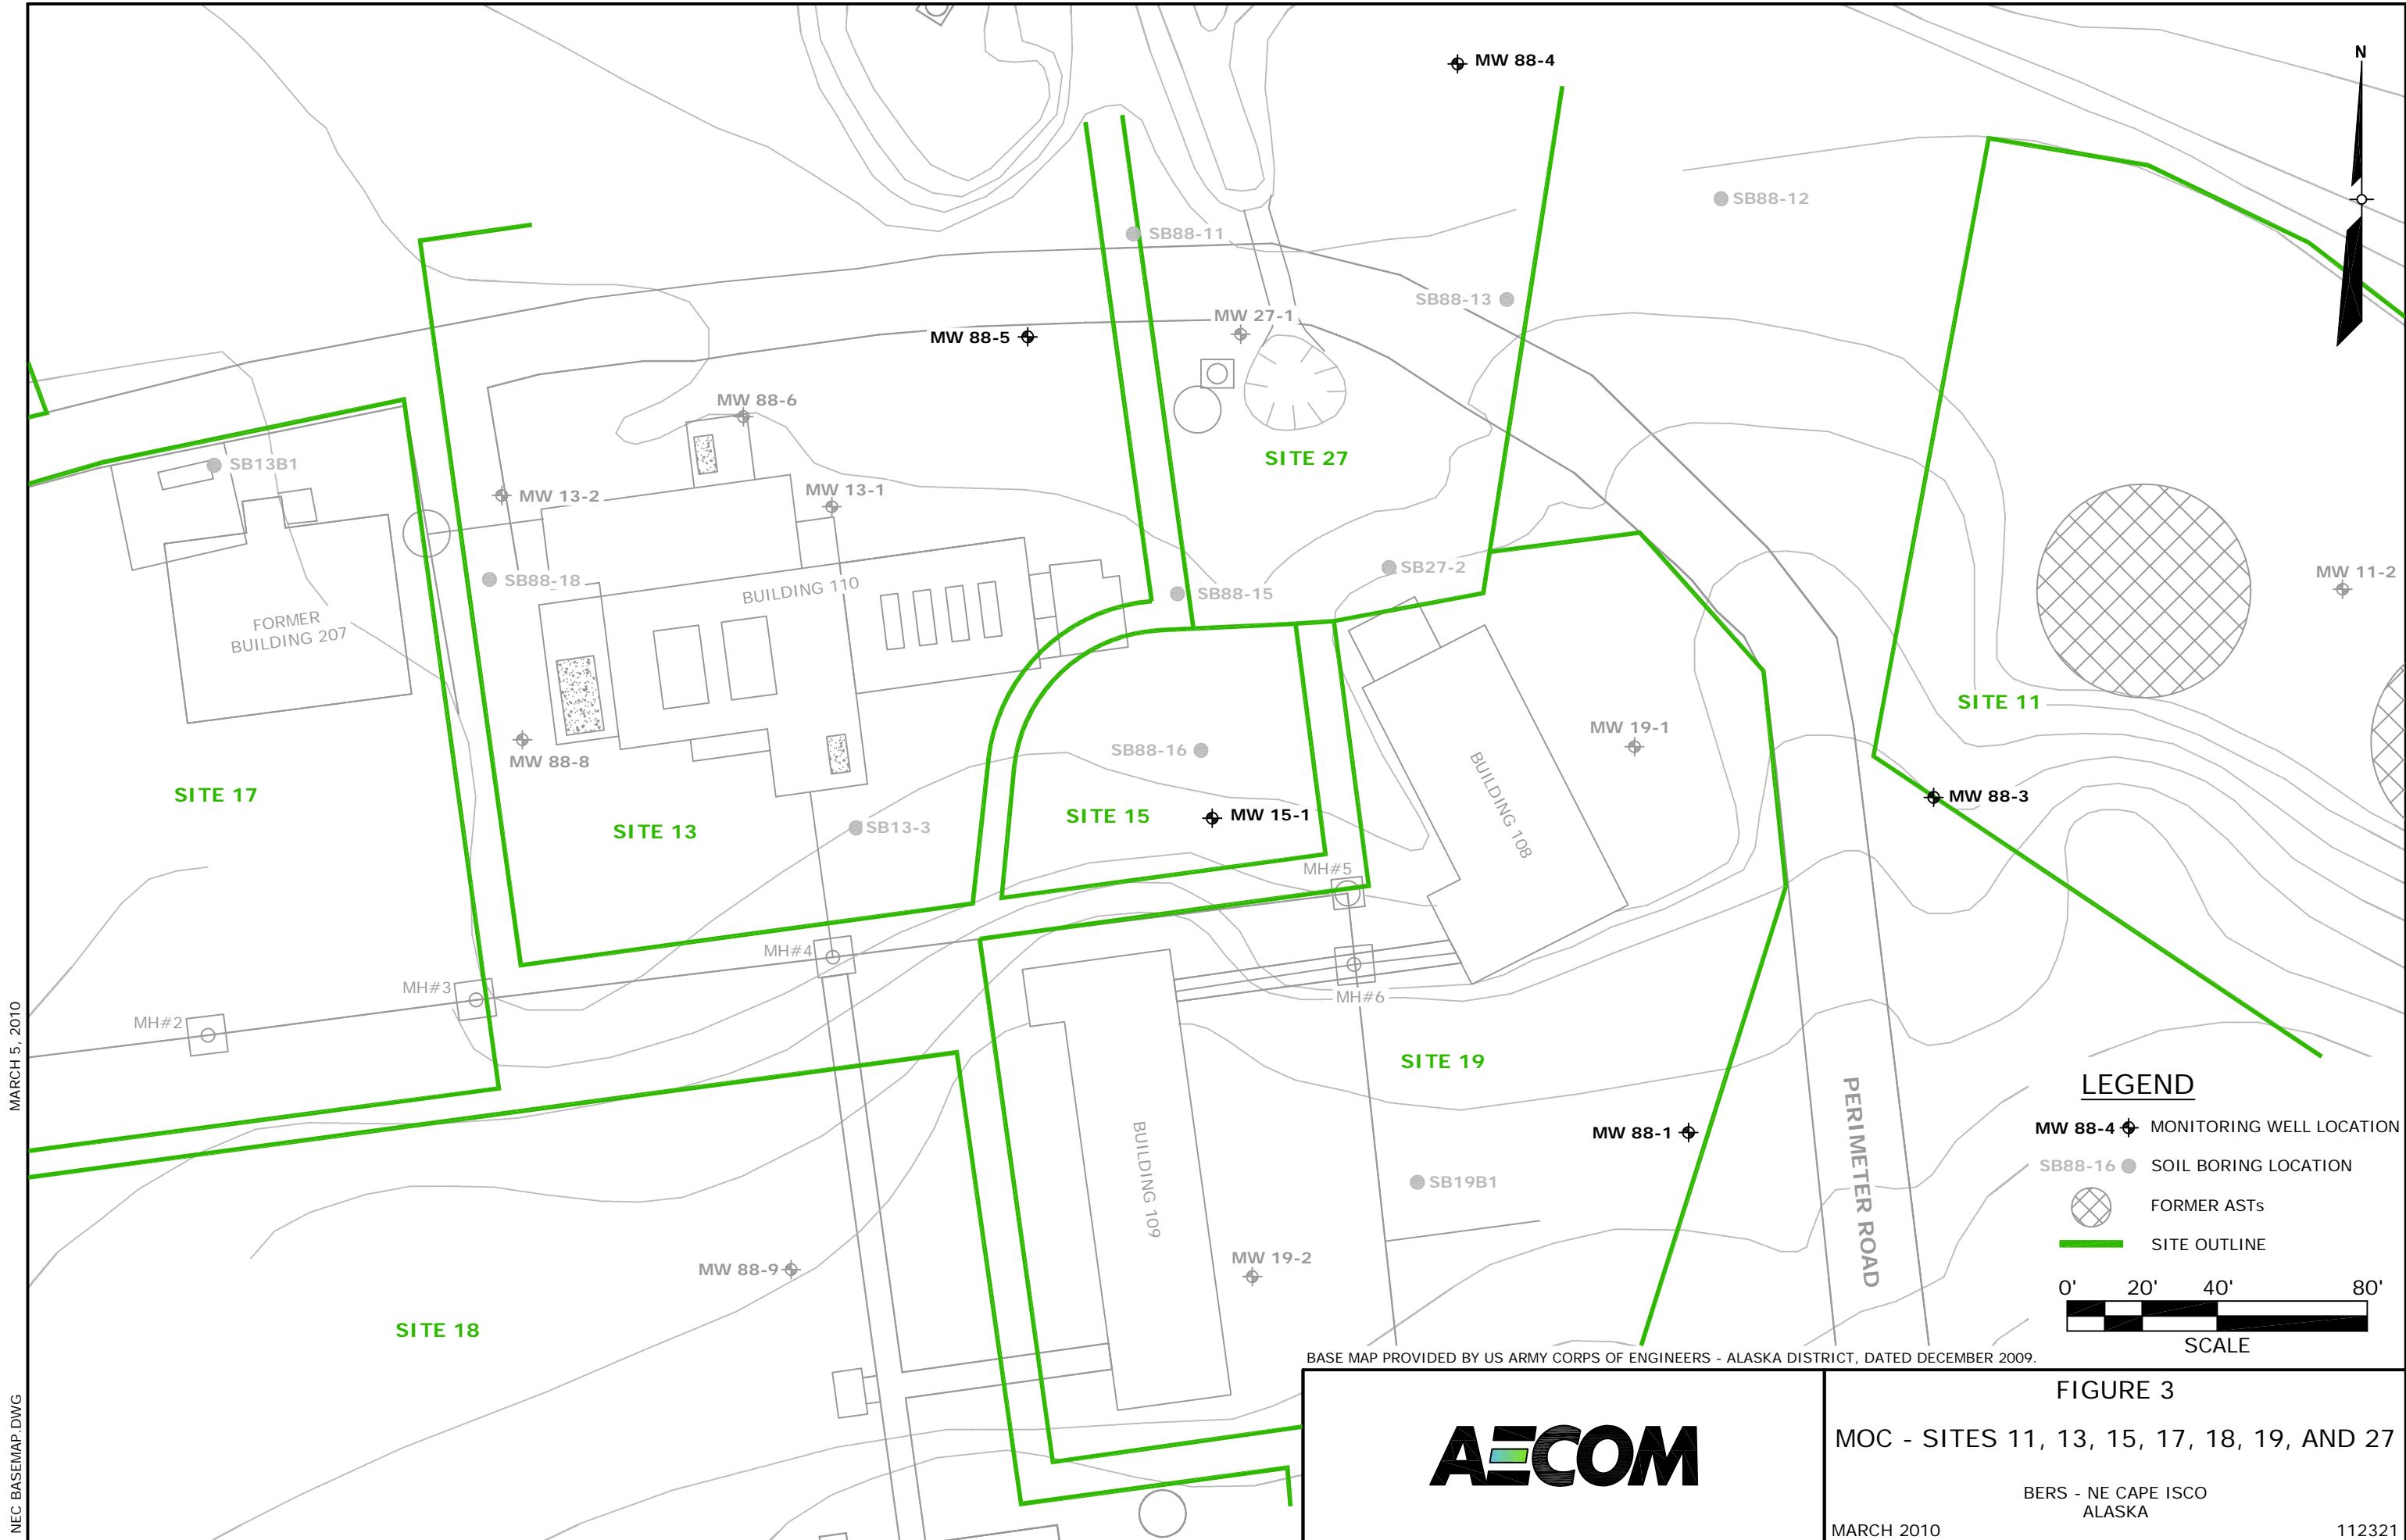 N
MW 88-4
SB88-12
SB88-11
SB88-13
MW 27-1
MW 88-5
MW 88-6
SITE 27
SB13B1
MW 13-2
MW 13-1
SB88-18
BUILDING 110
SB88-15
SB27-2
MW 11-2
FORMER
BUILDING 207
SITE 11
MW 19-1
SB88-16
MW 88-8
BUILDING 108
SITE 17
MW 88-3
SITE 13
SB13-3
SITE 15
MW 15-1
MH#5
MH#4
MH#3
MH#6
MH#2
SITE 19
MW 88-1
PERIMETER ROAD
BUILDING 109
SB19B1
MW 88-9
MW 19-2
SITE 18
LEGEND
MW 88-4 MONITORING WELL LOCATION
SB88-16 SOIL BORING LOCATION
FORMER ASTs
SITE OUTLINE
0' 20' 40' 80'
SCALE
BASE MAP PROVIDED BY US ARMY CORPS OF ENGINEERS - ALASKA DISTRICT, DATED DECEMBER 2009.
AECOM
FIGURE 3
MOC - SITES 11, 13, 15, 17, 18, 19, AND 27
BERS - NE CAPE ISCO
ALASKA
MARCH 2010 112321
MARCH 5, 2010
NEC BASEMAP.DWG